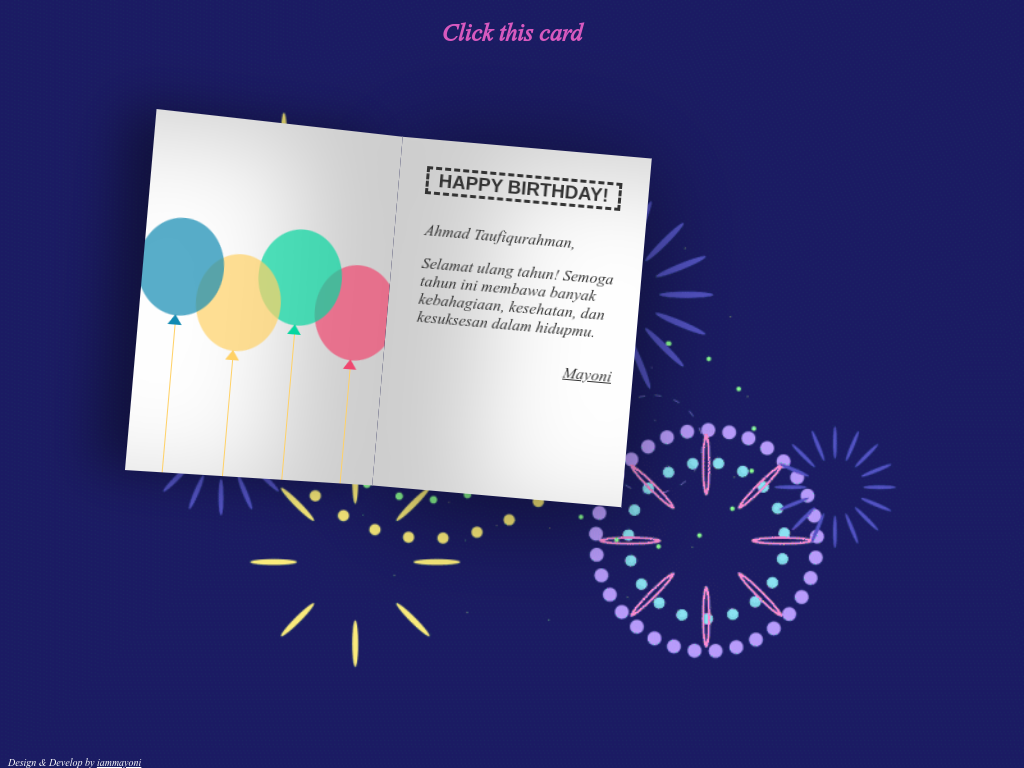 Click this card
HAPPY BIRTHDAY!
Ahmad Taufiqurahman,
Selamat ulang tahun! Semoga
tahun ini membawa banyak
kebahagiaan, kesehatan, dan
kesuksesan dalam hidupmu.
Mayoni
Design & Develop by iammayoni